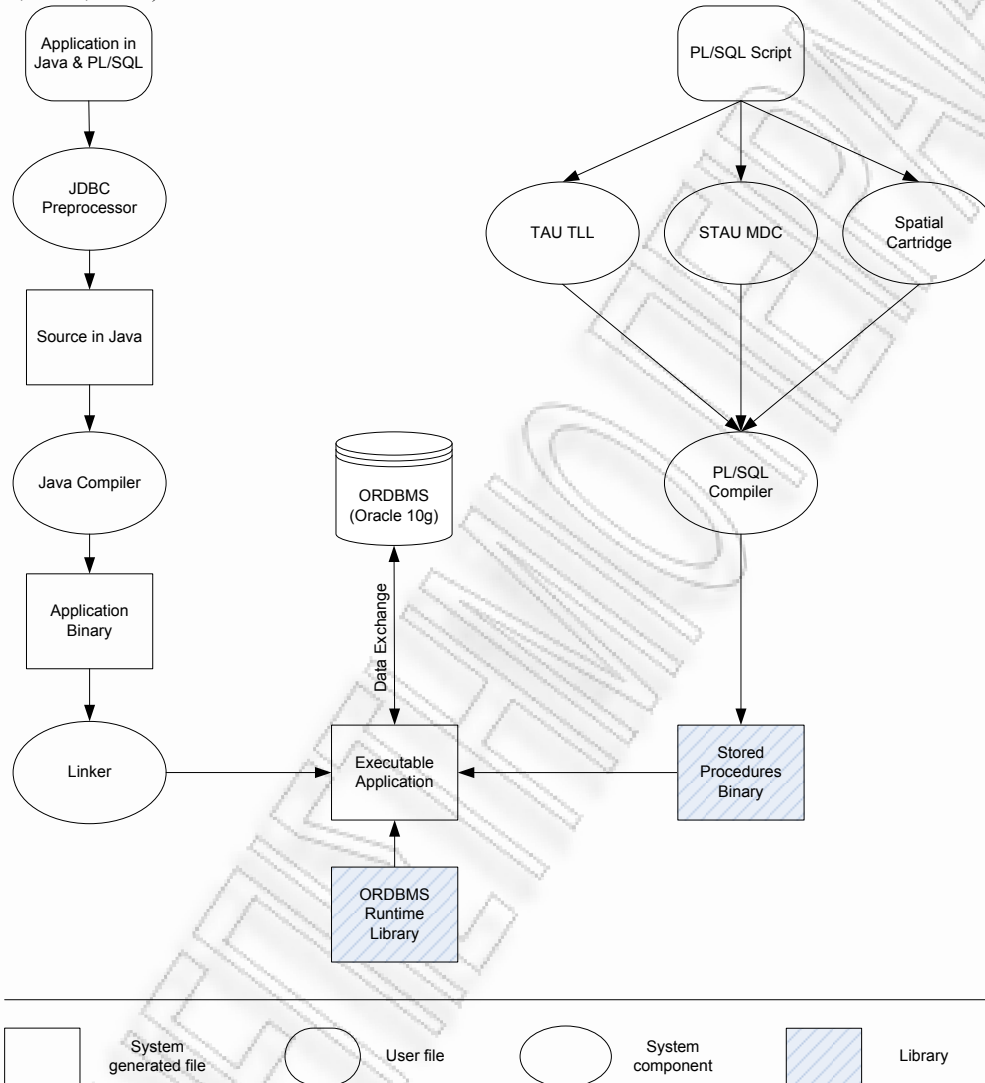 Application in
Java & PL/SQL
PL/SQL Script
JDBC
Preprocessor
TAU TLL
STAU MDC
Spatial
Cartridge
Source in Java
Java Compiler
ORDBMS
(Oracle 10g)
PL/SQL
Compiler
Application
Binary
Data Exchange
Linker
Executable
Application
Stored
Procedures
Binary
ORDBMS
Runtime
Library
System
generated file
User file
System
component
Library